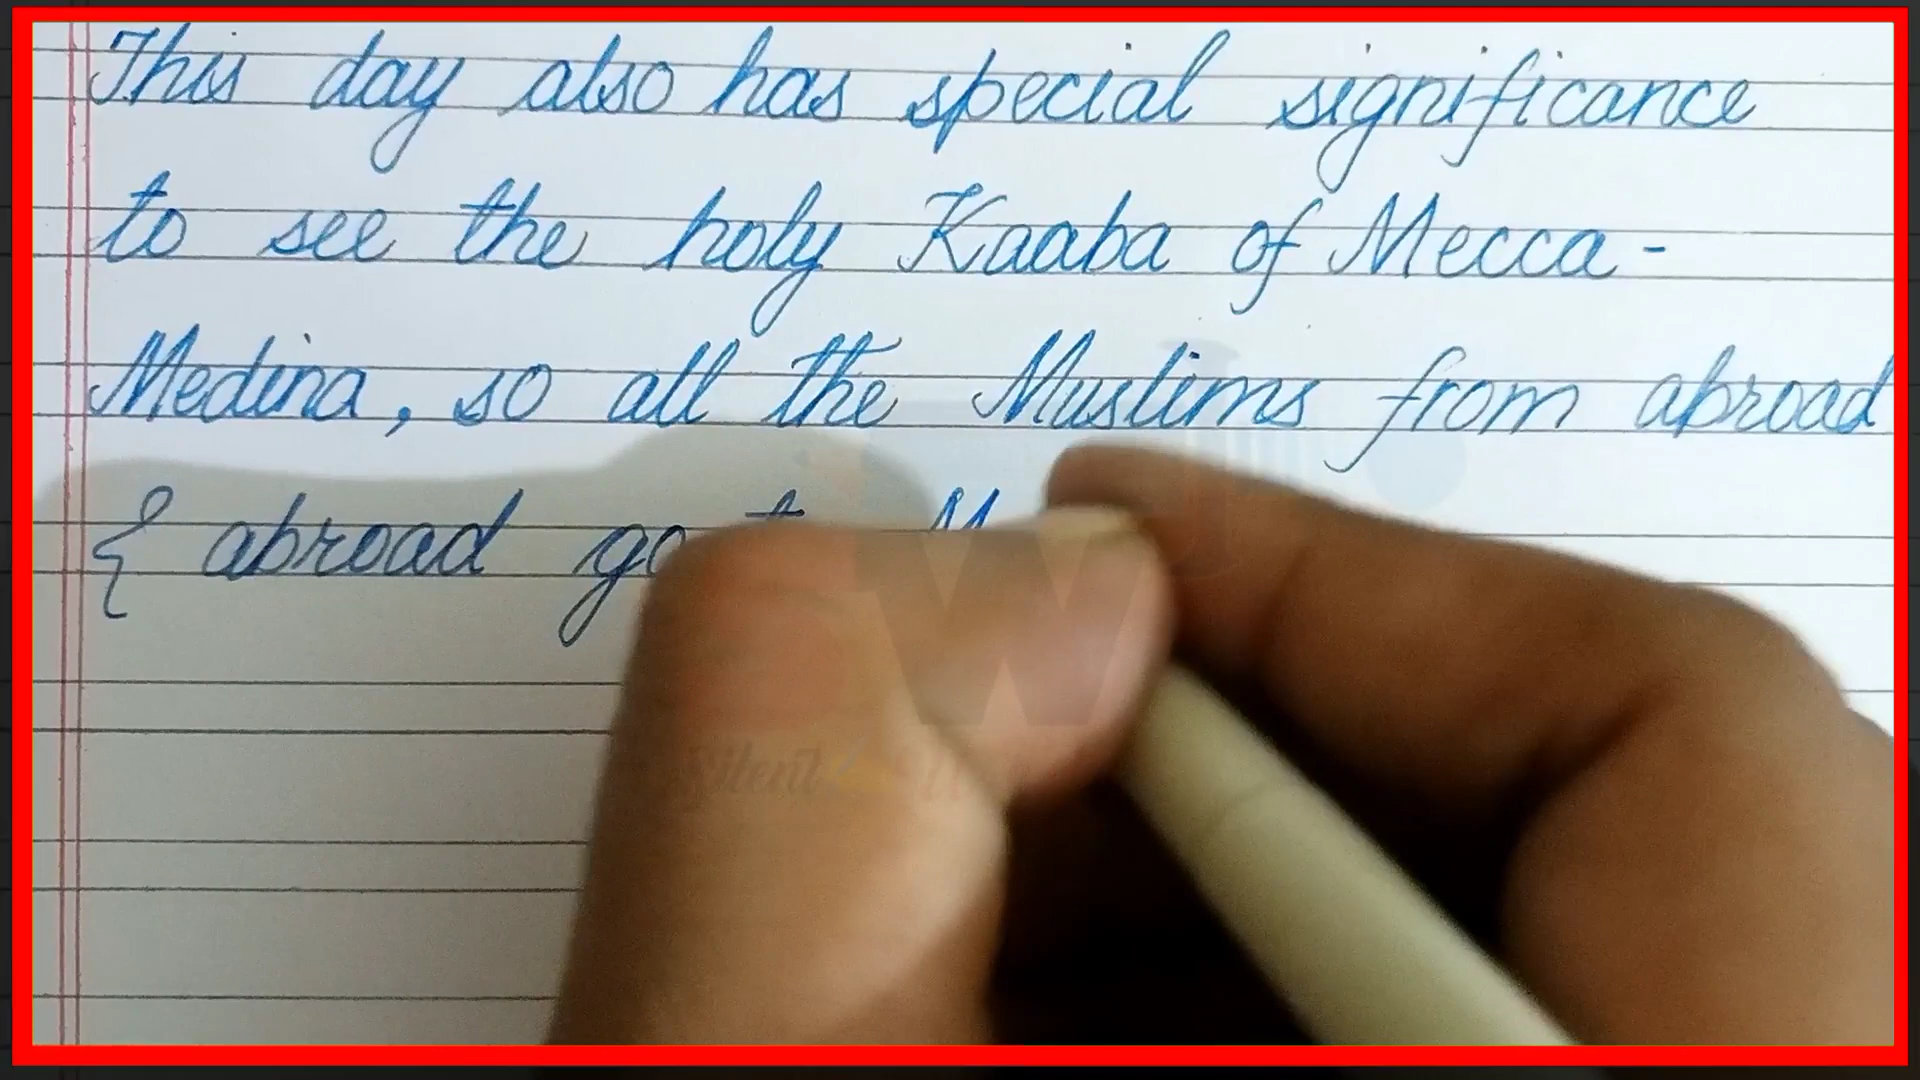 This day also has special significance
to see the holy Kaaba of Mecca -
Medina, so all the Muslims from abroad
{ abroad go
Silent